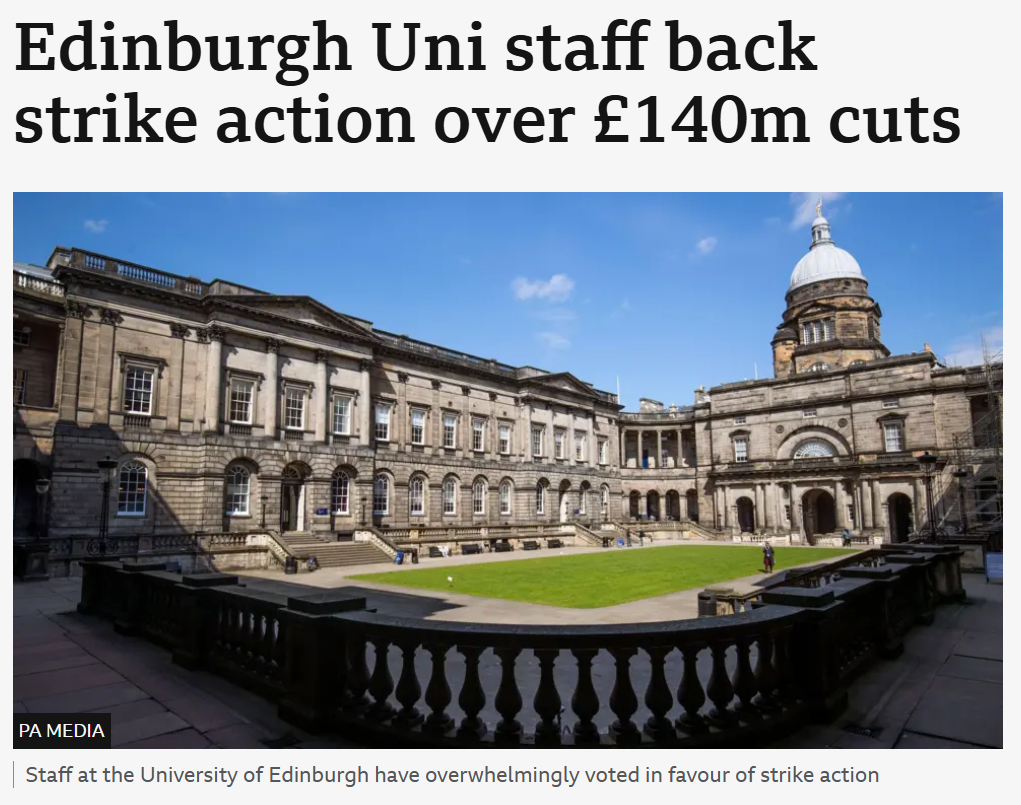 Edinburgh Uni staff back
strike action over £140m cuts
PA MEDIA
Staff at the University of Edinburgh have overwhelmingly voted in favour of strike action